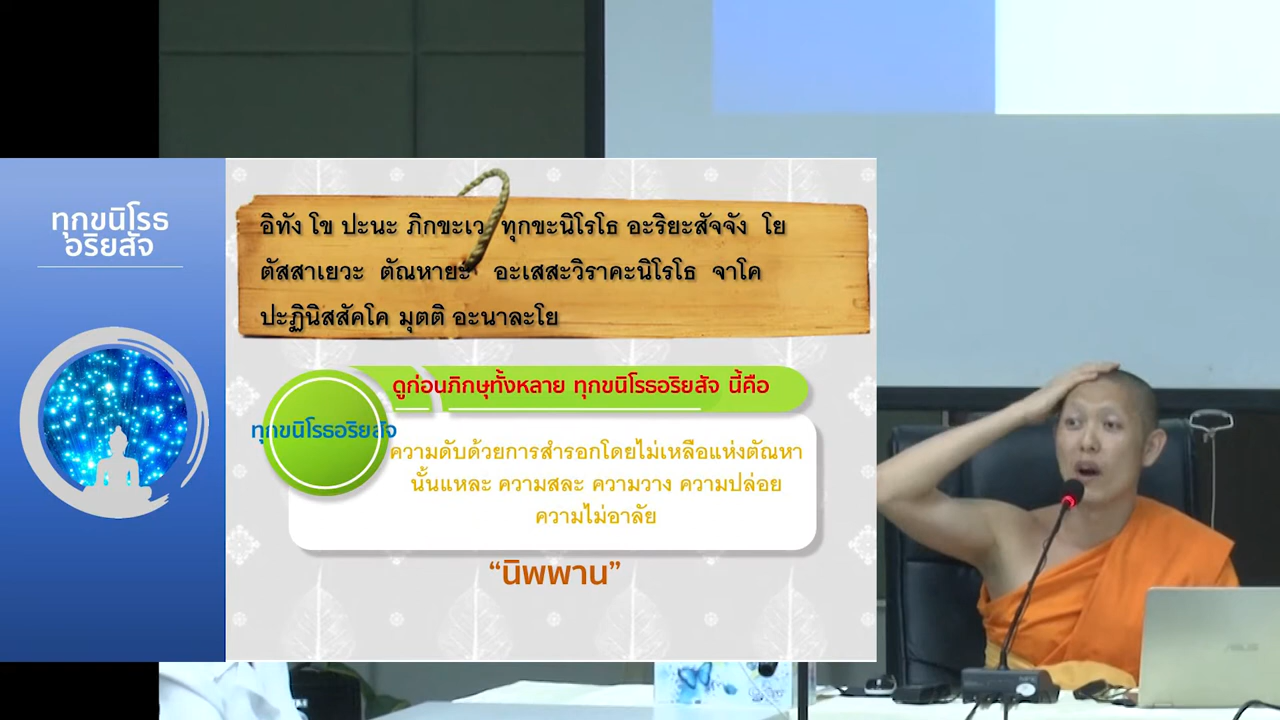 ทุกขนิโรธ
อริยสัจ
อิทัง โข ปะนะ ภิกขะเว ทุกขะนิโรโธ อะริยะสัจจัง โย
ตัสสาเยวะ ตัณหายะ อะเสสะวิราคะนิโรโธ จาโค
ปะฏินิสสัคโค มุตติ อะนาละโย
ดูก่อนภิกษุทั้งหลาย ทุกขนิโรธอริยสัจ นี้คือ
ทุกขนิโรธอริยสัจ
ความดับด้วยการสำรอกโดยไม่เหลือแห่งตัณหา
นั้นแหละ ความสละ ความวาง ความปล่อย
ความไม่อาลัย
“นิพพาน”
ASUS